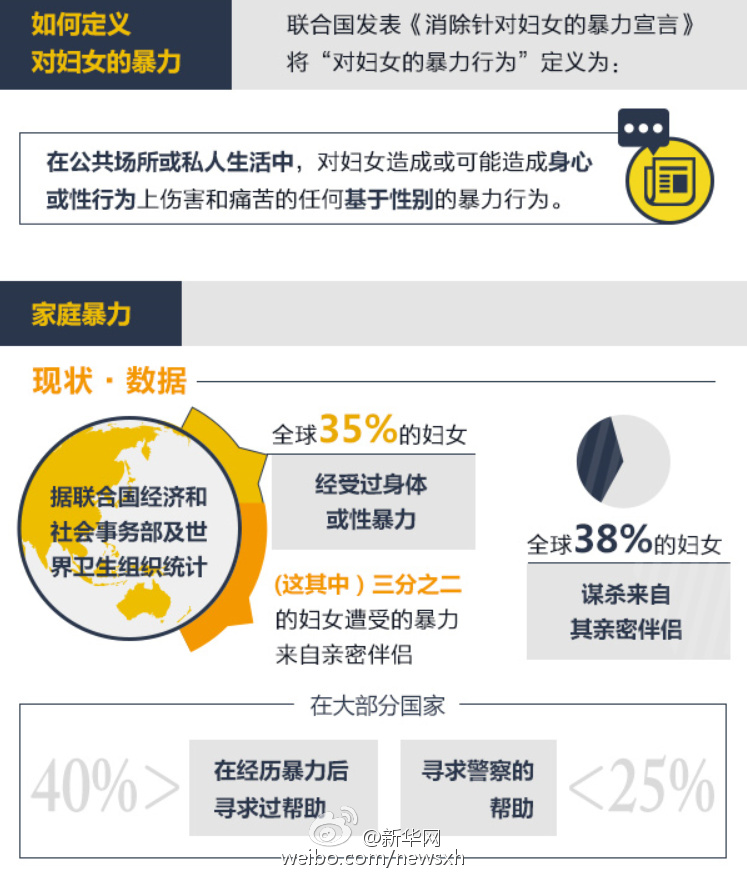 如何定义
对妇女的暴力
联合国发表《消除针对妇女的暴力宣言》
将“对妇女的暴力行为”定义为：
在公共场所或私人生活中，对妇女造成或可能造成身心
或性行为上伤害和痛苦的任何基于性别的暴力行为。
家庭暴力
现状·数据
据联合国经济和
社会事务部及世
界卫生组织统计
全球35%的妇女
经受过身体
或性暴力
(这其中）三分之二
的妇女遭受的暴力
来自亲密伴侣
全球38%的妇女
谋杀来自
其亲密伴侣
在大部分国家
40%>
在经历暴力后
寻求过帮助
寻求警察的
帮助
<25%
@新华网
weibo.com/newsxh